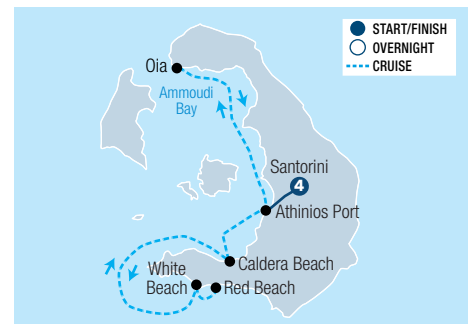 START/FINISH
OVERNIGHT
CRUISE
Oia
Ammoudi
Bay
Santorini
4
Athinios Port
Caldera Beach
White
Beach
Red Beach